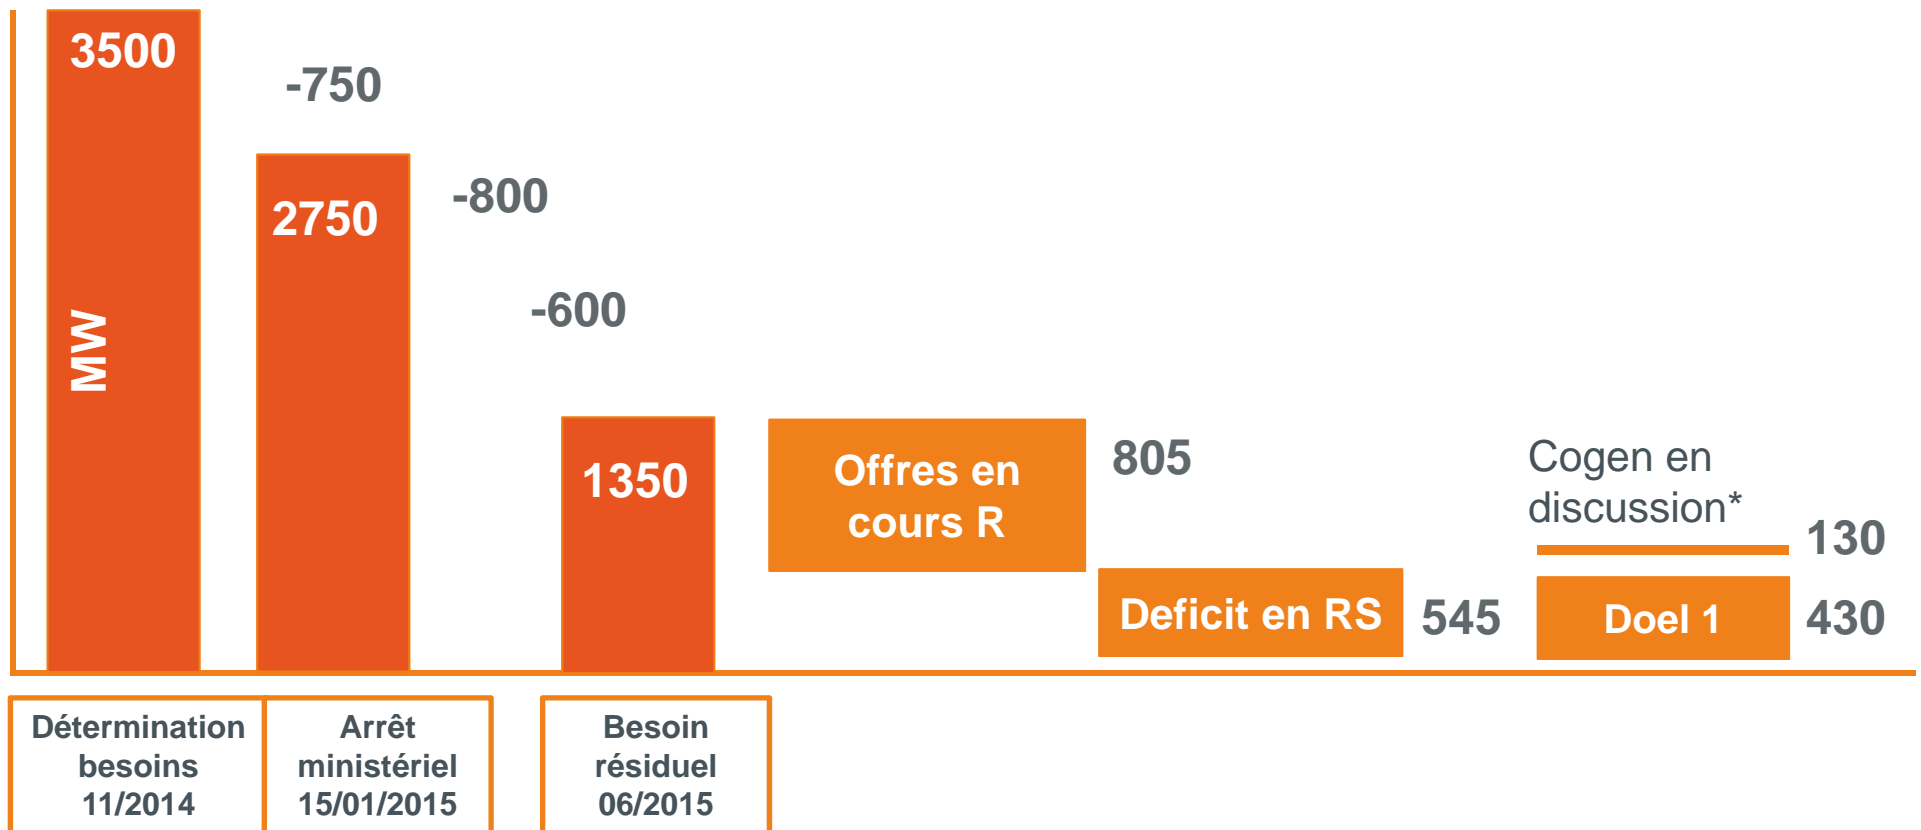 3500
-750
2750
-800
-600
MW
1350
Offres en
cours R
805
Deficit en RS
545
Cogen en
discussion*
130
Doel 1
430
Détermination
besoins
11/2014
Arrêt
ministériel
15/01/2015
Besoin
résiduel
06/2015